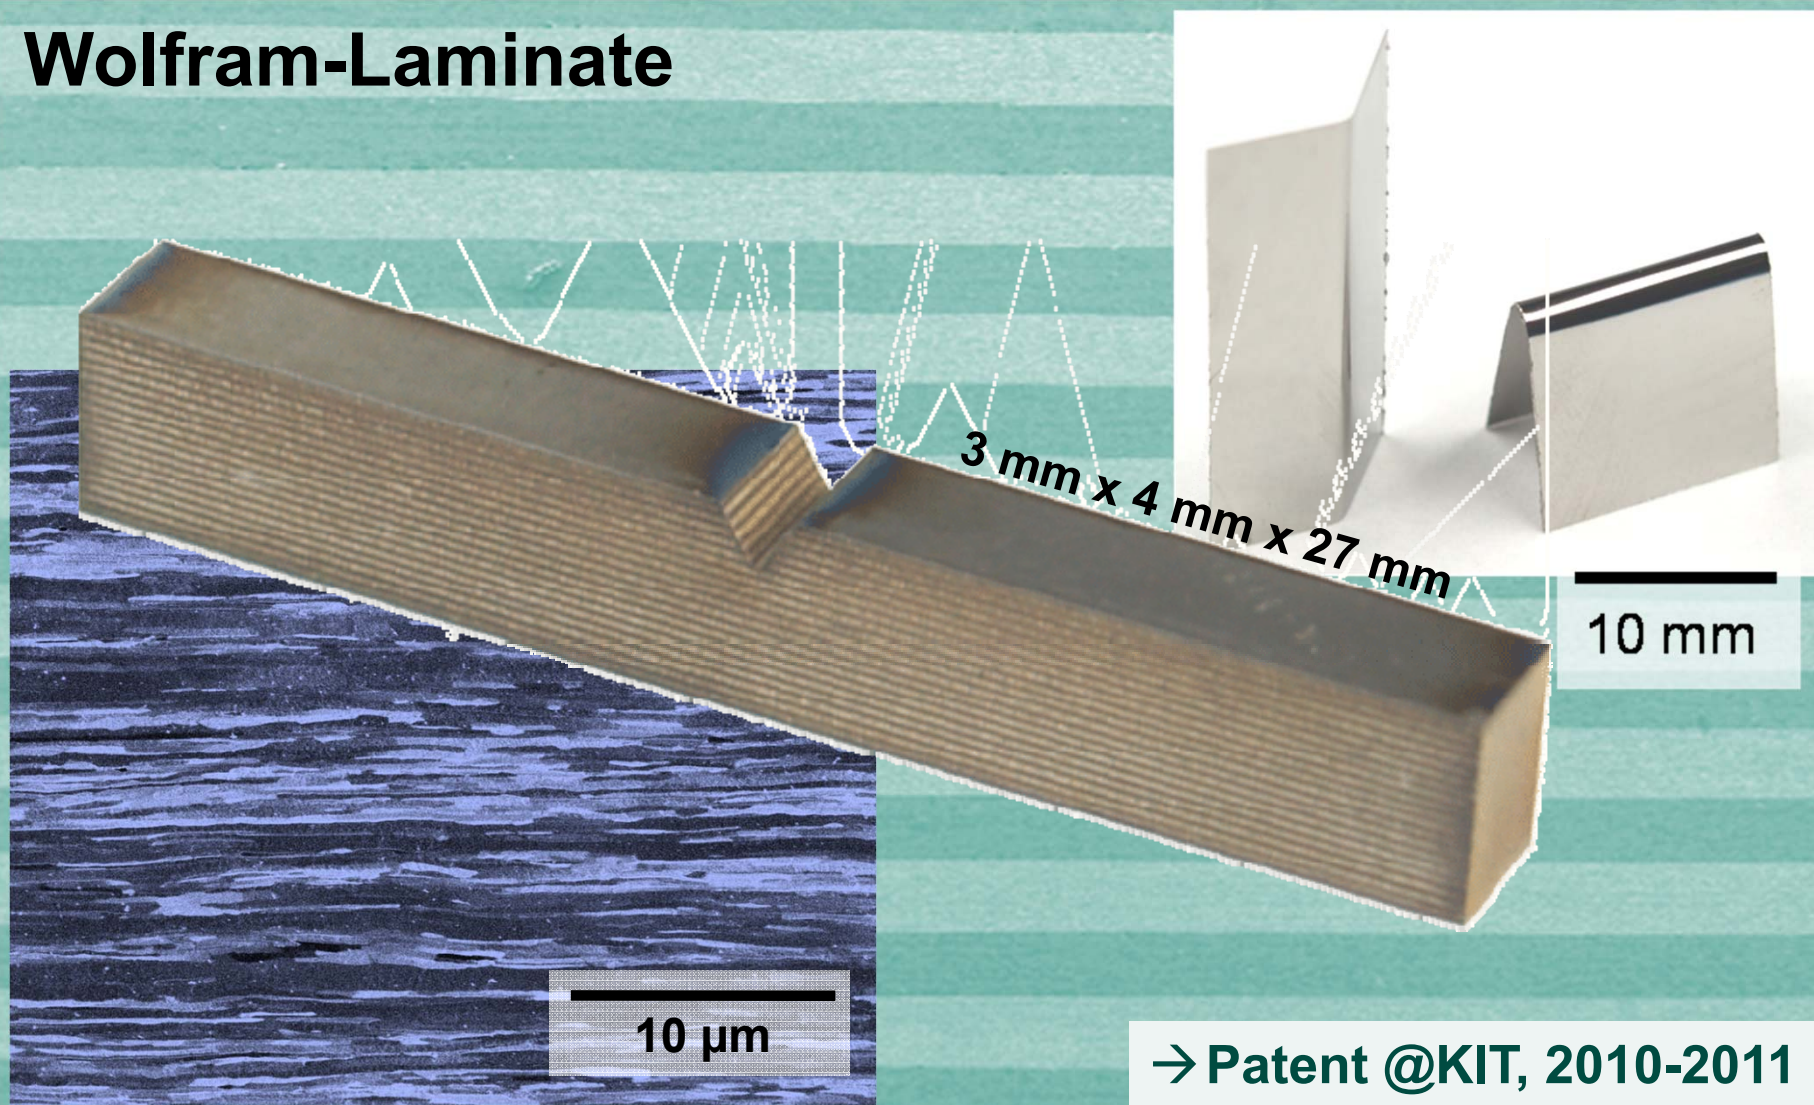 Wolfram-Laminate
3 mm x 4 mm x 27 mm
10 mm
10 µm
→ Patent @KIT, 2010-2011